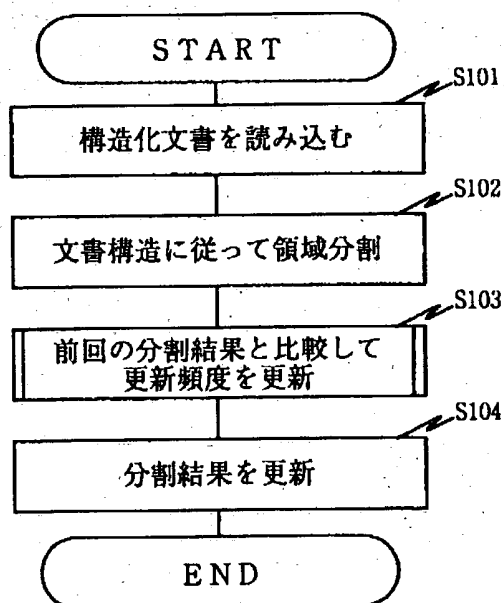 START
S101
構造化文書を読み込む
S102
文書構造に従って領域分割
S103
前回の分割結果と比較して
更新頻度を更新
S104
分割結果を更新
END